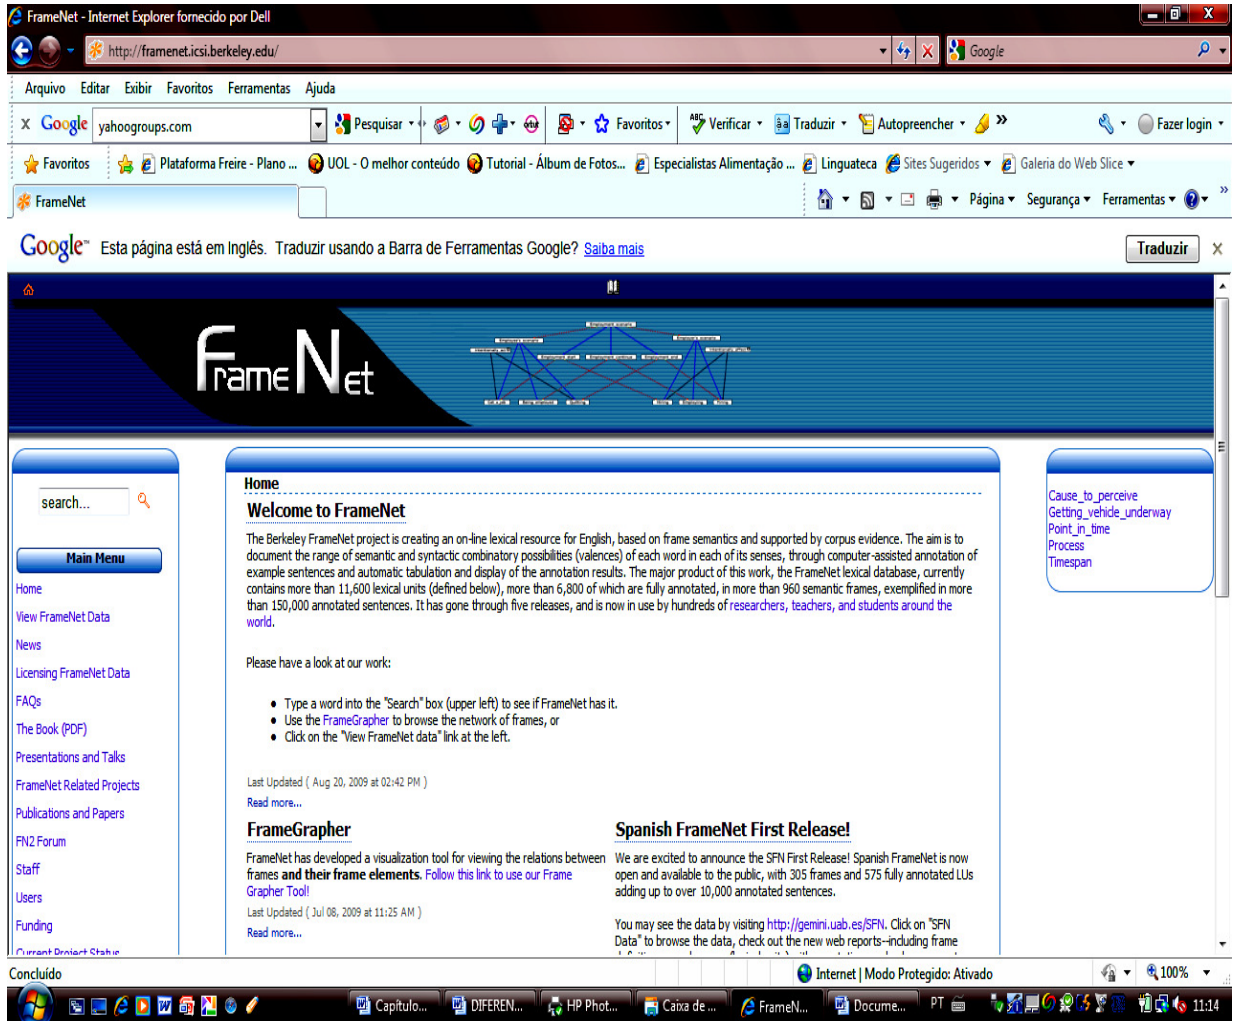 FrameNet - Internet Explorer fornecido por Dell
http://framenet.icsi.berkeley.edu/
Google
Arquivo Editar Exibir Favoritos Ferramentas Ajuda
X Google yahoogroups.com Pesquisar Favoritos Verificar Traduzir Autopreencher » Fazer login
Favoritos Plataforma Freire - Plano ... UOL - O melhor conteúdo Tutorial - Álbum de Fotos... Especialistas Alimentação ... Linguateca Sites Sugeridos Galeria do Web Slice
FrameNet Página Segurança Ferramentas »
Google™ Esta página está em Inglês. Traduzir usando a Barra de Ferramentas Google? Saiba mais Traduzir X
FrameNet
search...
Main Menu
Home
View FrameNet Data
News
Licensing FrameNet Data
FAQs
The Book (PDF)
Presentations and Talks
FrameNet Related Projects
Publications and Papers
FN2 Forum
Staff
Users
Funding
Current Project Status
Home
Welcome to FrameNet
The Berkeley FrameNet project is creating an on-line lexical resource for English, based on frame semantics and supported by corpus evidence. The aim is to
document the range of semantic and syntactic combinatory possibilities (valences) of each word in each of its senses, through computer-assisted annotation of
example sentences and automatic tabulation and display of the annotation results. The major product of this work, the FrameNet lexical database, currently
contains more than 11,600 lexical units (defined below), more than 6,800 of which are fully annotated, in more than 960 semantic frames, exemplified in more
than 150,000 annotated sentences. It has gone through five releases, and is now in use by hundreds of researchers, teachers, and students around the
world.
Please have a look at our work:
• Type a word into the "Search" box (upper left) to see if FrameNet has it.
• Use the FrameGrapher to browse the network of frames, or
• Click on the "View FrameNet data" link at the left.
Last Updated ( Aug 20, 2009 at 02:42 PM )
Read more...
FrameGrapher
FrameNet has developed a visualization tool for viewing the relations between
frames and their frame elements. Follow this link to use our Frame
Grapher Tool!
Last Updated ( Jul 08, 2009 at 11:25 AM )
Read more...
Spanish FrameNet First Release!
We are excited to announce the SFN First Release! Spanish FrameNet is now
open and available to the public, with 305 frames and 575 fully annotated LUs
adding up to over 10,000 annotated sentences.
You may see the data by visiting http://gemini.uab.es/SFN. Click on "SFN
Data" to browse the data, check out the new web reports--including frame
Cause_to_perceive
Getting_vehicle_underway
Point_in_time
Process
Timespan
Concluído Internet | Modo Protegido: Ativado 100%
Capítulo... DIFEREN... HP Phot... Caixa de ... FrameN... Docume... PT 11:14